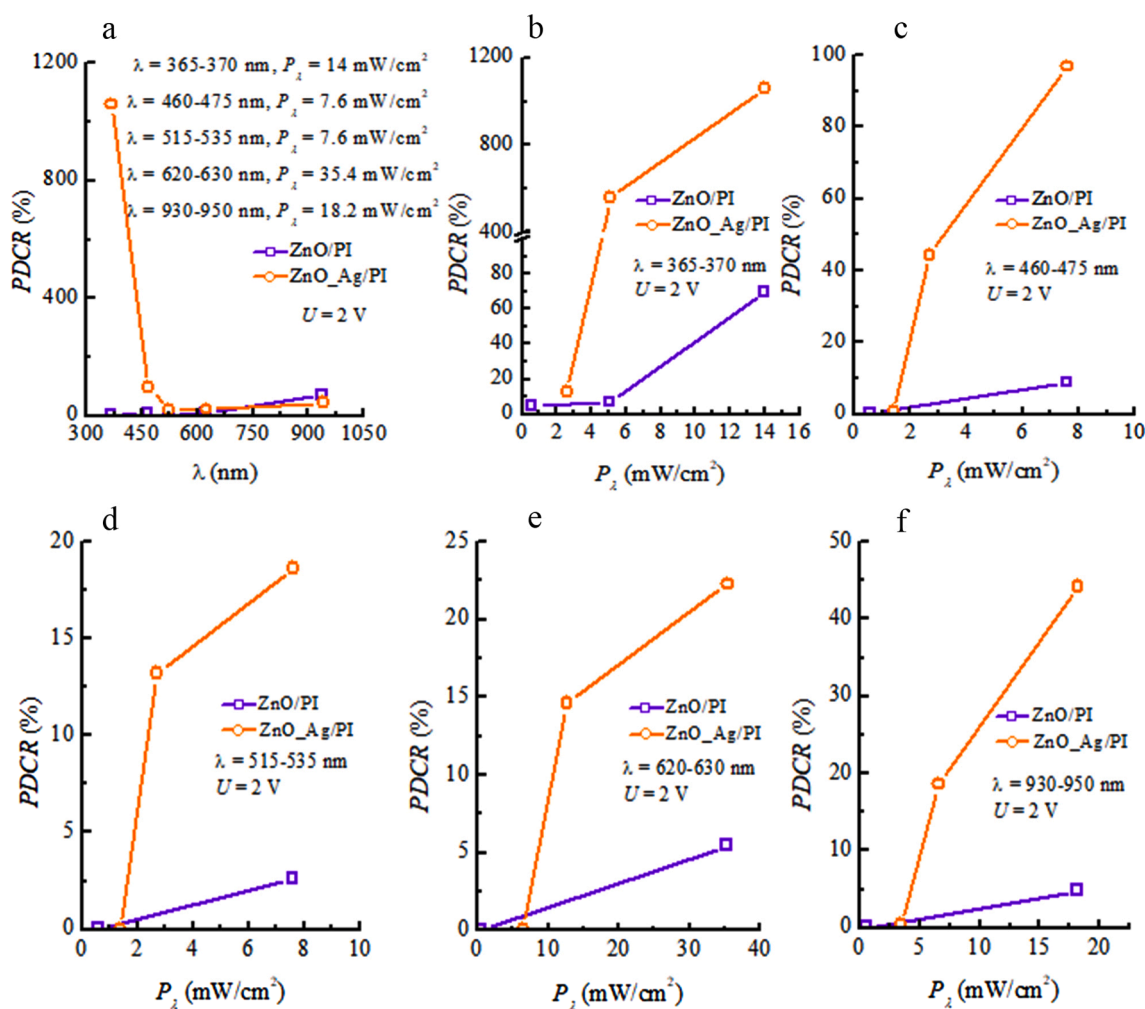 a
PDCR (%)
1200
800
400
0
300 450 600 750 900 1050
λ (nm)
λ = 365-370 nm, Pλ = 14 mW/cm²
λ = 460-475 nm, Pλ = 7.6 mW/cm²
λ = 515-535 nm, Pλ = 7.6 mW/cm²
λ = 620-630 nm, Pλ = 35.4 mW/cm²
λ = 930-950 nm, Pλ = 18.2 mW/cm²
ZnO/PI
ZnO_Ag/PI
U = 2 V
b
PDCR (%)
1200
1000
800
600
400
80
70
60
50
40
30
20
10
0
0 2 4 6 8 10 12 14 16
Pλ (mW/cm²)
ZnO/PI
ZnO_Ag/PI
λ = 365-370 nm
U = 2 V
c
PDCR (%)
100
80
60
40
20
0
0 2 4 6 8 10
Pλ (mW/cm²)
ZnO/PI
ZnO_Ag/PI
λ = 460-475 nm
U = 2 V
d
PDCR (%)
20
15
10
5
0
0 2 4 6 8 10
Pλ (mW/cm²)
ZnO/PI
ZnO_Ag/PI
λ = 515-535 nm
U = 2 V
e
PDCR (%)
25
20
15
10
5
0
0 10 20 30 40
Pλ (mW/cm²)
ZnO/PI
ZnO_Ag/PI
λ = 620-630 nm
U = 2 V
f
PDCR (%)
50
40
30
20
10
0
0 5 10 15 20
Pλ (mW/cm²)
ZnO/PI
ZnO_Ag/PI
λ = 930-950 nm
U = 2 V